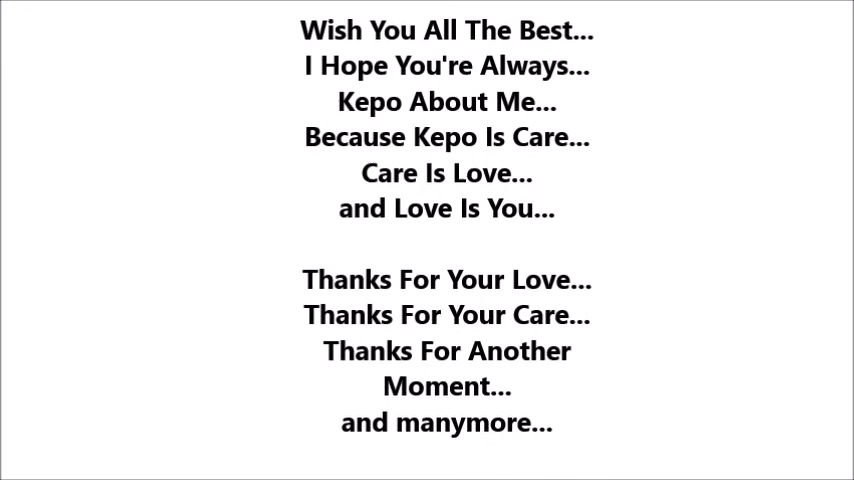 Wish You All The Best...
I Hope You're Always...
Kepo About Me...
Because Kepo Is Care...
Care Is Love...
and Love Is You...
Thanks For Your Love...
Thanks For Your Care...
Thanks For Another
Moment...
and manymore...